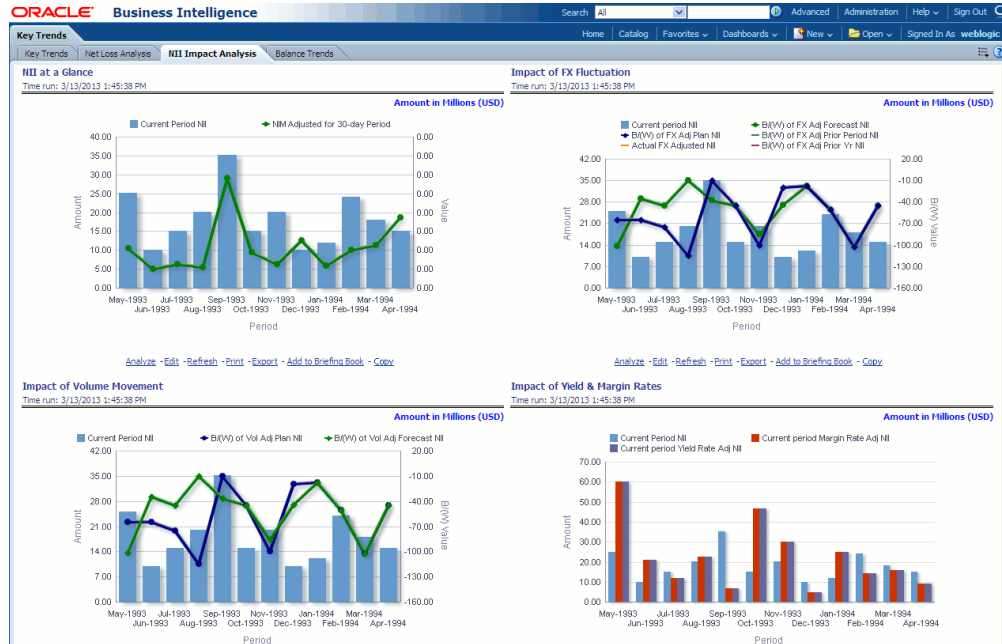 ORACLE® Business Intelligence
Search All Advanced Administration Help Sign Out
Key Trends
Home Catalog Favorites Dashboards New Open Signed In As weblogic
Key Trends Net Loss Analysis NII Impact Analysis Balance Trends
NII at a Glance
Time run: 3/13/2013 1:45:38 PM
Amount in Millions (USD)
Current Period NII NIM Adjusted for 30-day Period
40.00 0.00
35.00 0.00
30.00 0.00
25.00 0.00
20.00 0.00
15.00 0.00
10.00 0.00
5.00 0.00
0.00 0.00
Amount
Value
May-1993 Jul-1993 Sep-1993 Nov-1993 Jan-1994 Mar-1994
Jun-1993 Aug-1993 Oct-1993 Dec-1993 Feb-1994 Apr-1994
Period
Analyze - Edit - Refresh - Print - Export - Add to Briefing Book - Copy
Impact of FX Fluctuation
Time run: 3/13/2013 1:45:38 PM
Amount in Millions (USD)
Current period NII B/(W) of FX Adj Forecast NII
B/(W) of FX Adj Plan NII B/(W) of FX Adj Prior Period NII
Actual FX Adjusted NII B/(W) of FX Adj Prior Yr NII
42.00 20.00
35.00 -10.00
28.00 -40.00
21.00 -70.00
14.00 -100.00
7.00 -130.00
0.00 -160.00
Amount
B/(W) Value
May-1993 Jul-1993 Sep-1993 Nov-1993 Jan-1994 Mar-1994
Jun-1993 Aug-1993 Oct-1993 Dec-1993 Feb-1994 Apr-1994
Period
Analyze - Edit - Refresh - Print - Export - Add to Briefing Book - Copy
Impact of Volume Movement
Time run: 3/13/2013 1:45:38 PM
Amount in Millions (USD)
Current Period NII B/(W) of Vol Adj Plan NII B/(W) of Vol Adj Forecast NII
42.00 20.00
35.00 -10.00
28.00 -40.00
21.00 -70.00
14.00 -100.00
7.00 -130.00
0.00 -160.00
Amount
B/(W) Value
May-1993 Jul-1993 Sep-1993 Nov-1993 Jan-1994 Mar-1994
Jun-1993 Aug-1993 Oct-1993 Dec-1993 Feb-1994 Apr-1994
Period
Impact of Yield & Margin Rates
Time run: 3/13/2013 1:45:38 PM
Amount in Millions (USD)
Current Period NII Current period Margin Rate Adj NII
Current period Yield Rate Adj NII
70.00
60.00
50.00
40.00
30.00
20.00
10.00
0.00
Amount
May-1993 Jul-1993 Sep-1993 Nov-1993 Jan-1994 Mar-1994
Jun-1993 Aug-1993 Oct-1993 Dec-1993 Feb-1994 Apr-1994
Period